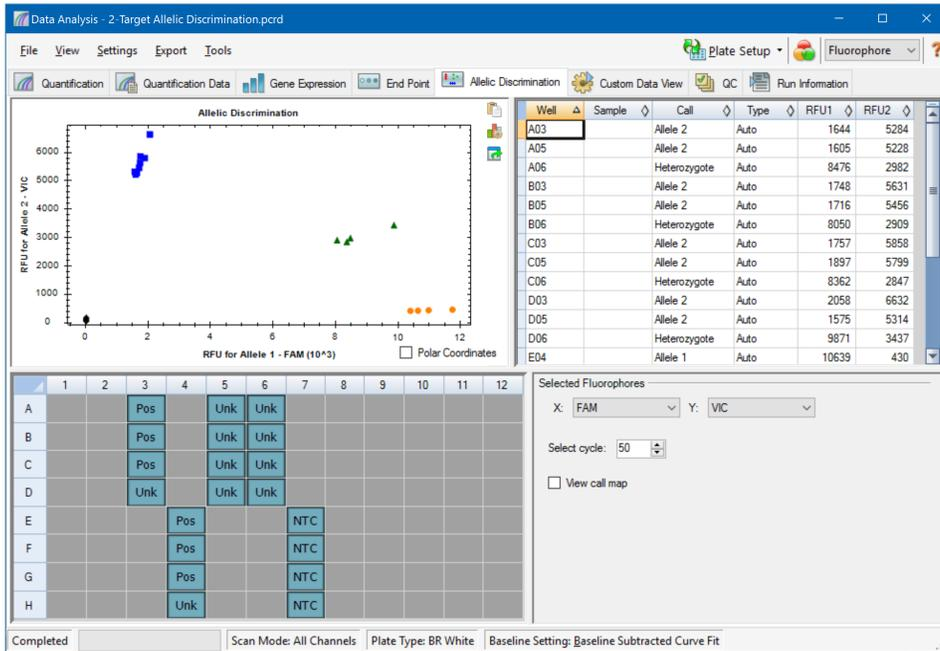 Data Analysis - 2-Target Allelic Discrimination.pcrd
File View Settings Export Tools Plate Setup Fluorophore ?
Quantification Quantification Data Gene Expression End Point Allelic Discrimination Custom Data View QC Run Information
Allelic Discrimination
RFU for Allele 2 - VIC
6000
5000
4000
3000
2000
1000
0
0 2 4 6 8 10 12
RFU for Allele 1 - FAM (10^3)
Polar Coordinates
Well Sample Call Type RFU1 RFU2
A03 Allele 2 Auto 1644 5284
A05 Allele 2 Auto 1605 5228
A06 Heterozygote Auto 8476 2982
B03 Allele 2 Auto 1748 5631
B05 Allele 2 Auto 1716 5456
B06 Heterozygote Auto 8050 2909
C03 Allele 2 Auto 1757 5858
C05 Allele 2 Auto 1897 5799
C06 Heterozygote Auto 8362 2847
D03 Allele 2 Auto 2058 6632
D05 Allele 2 Auto 1575 5314
D06 Heterozygote Auto 9871 3437
E04 Allele 1 Auto 10639 430
1 2 3 4 5 6 7 8 9 10 11 12
A Pos Unk Unk
B Pos Unk Unk
C Pos Unk Unk
D Unk Unk Unk
E Pos NTC
F Pos NTC
G Pos NTC
H Unk NTC
Selected Fluorophores
X: FAM Y: VIC
Select cycle: 50
View call map
Completed Scan Mode: All Channels Plate Type: BR White Baseline Setting: Baseline Subtracted Curve Fit